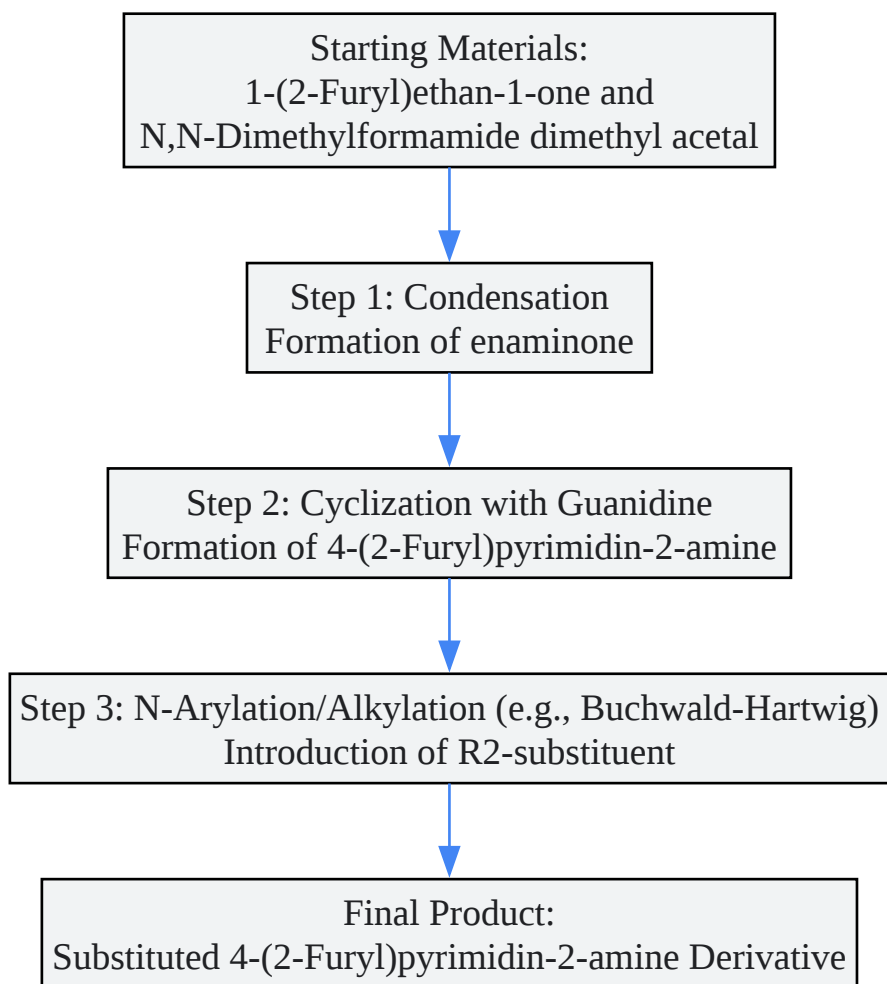 Starting Materials:
1-(2-Furyl)ethan-1-one and
N,N-Dimethylformamide dimethyl acetal
Step 1: Condensation
Formation of enaminone
Step 2: Cyclization with Guanidine
Formation of 4-(2-Furyl)pyrimidin-2-amine
Step 3: N-Arylation/Alkylation (e.g., Buchwald-Hartwig)
Introduction of R2-substituent
Final Product:
Substituted 4-(2-Furyl)pyrimidin-2-amine Derivative